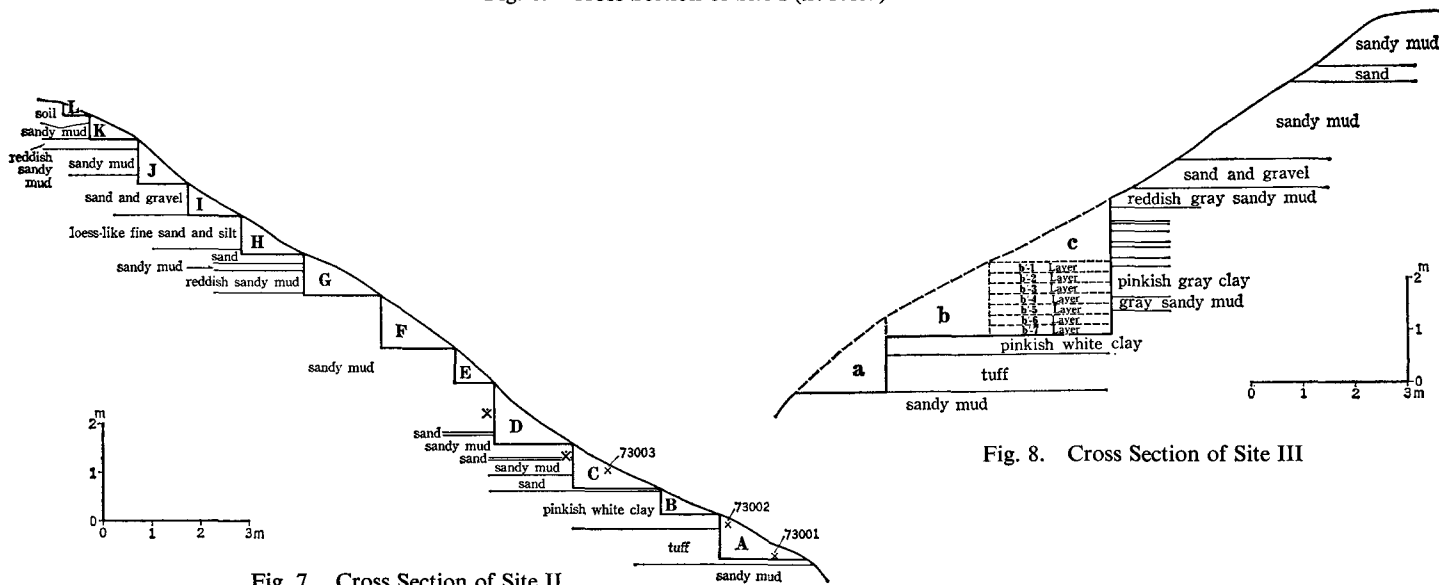 sandy mud
sand
sandy mud
sand and gravel
reddish gray sandy mud
c
b-1 Layer
b-2 Layer
b-3 Layer
b-4 Layer
b-5 Layer
b-6 Layer
b-7 Layer
pinkish gray clay
gray sandy mud
b
pinkish white clay
a
tuff
sandy mud
m
2
1
0
0 1 2 3m
Fig. 8. Cross Section of Site III
L
soil
K
sandy mud
reddish
sandy
mud
sandy mud
J
sand and gravel
I
loess-like fine sand and silt
H
sand
sandy mud
reddish sandy mud
G
F
sandy mud
E
D
sand
sandy mud
sand
sandy mud
73003
C
sand
B
pinkish white clay
73002
A
73001
tuff
sandy mud
m
2
1
0
0 1 2 3m
Fig. 7. Cross Section of Site II